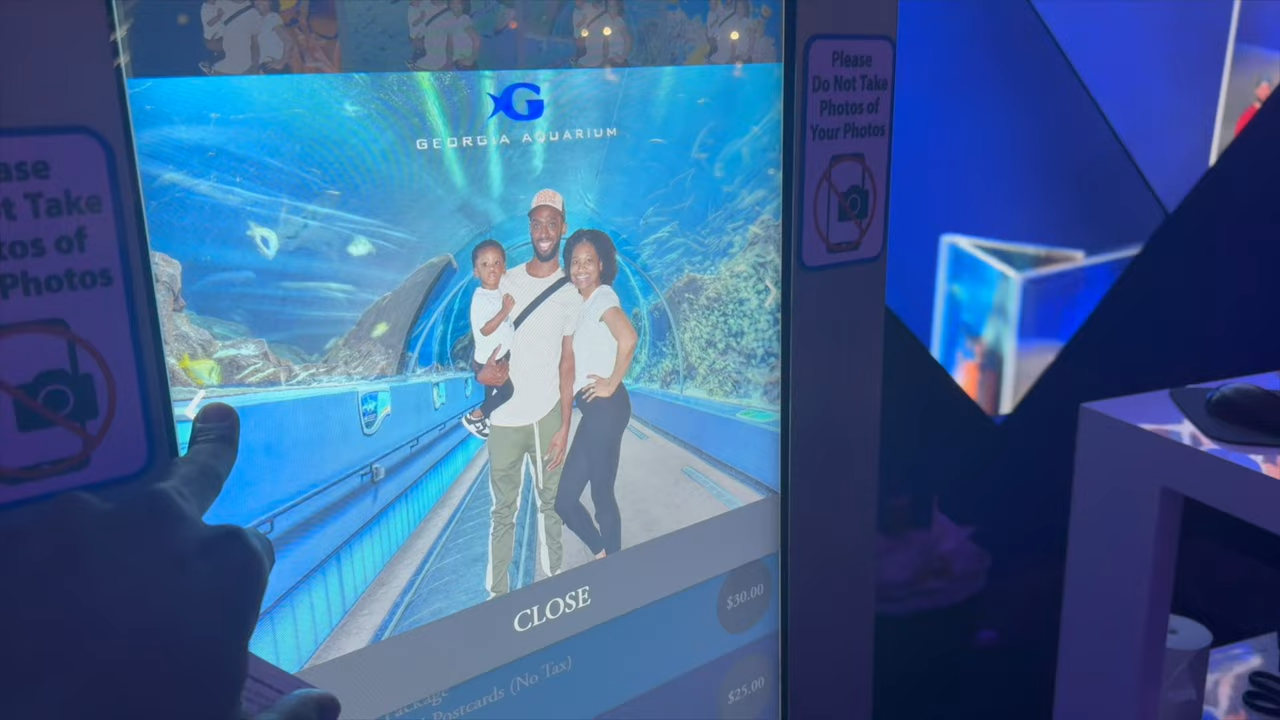 G
GEORGIA AQUARIUM
Please
Do Not Take
Photos of
Your Photos
ase
t Take
tos of
Photos
CLOSE
$30.00
Package
Postcards (No Tax)
$25.00